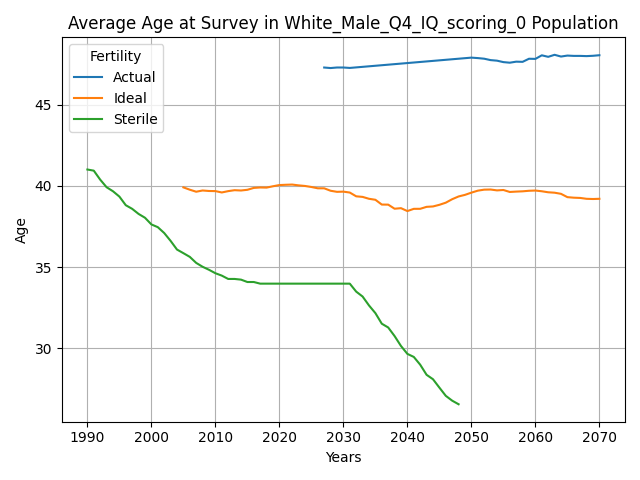 Average Age at Survey in White_Male_Q4_IQ_scoring_0 Population
Fertility
Actual
Ideal
Sterile
Age
45
40
35
30
1990 2000 2010 2020 2030 2040 2050 2060 2070
Years